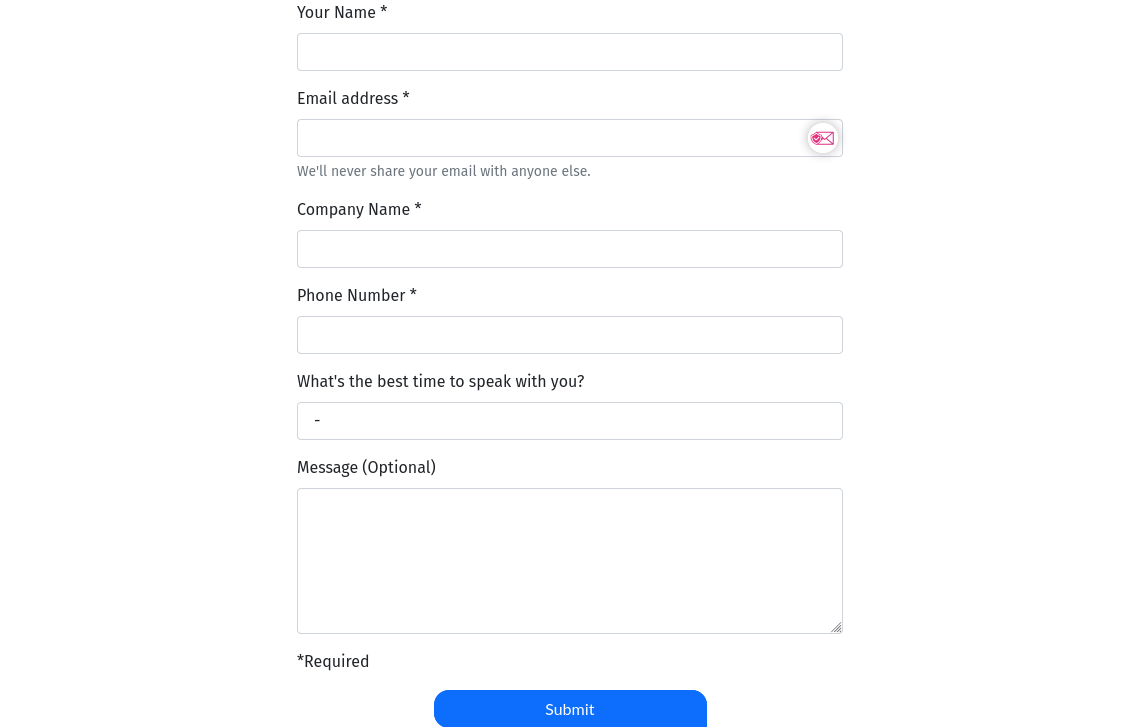 Your Name *
Email address *
We'll never share your email with anyone else.
Company Name *
Phone Number *
What's the best time to speak with you?
-
Message (Optional)
*Required
Submit